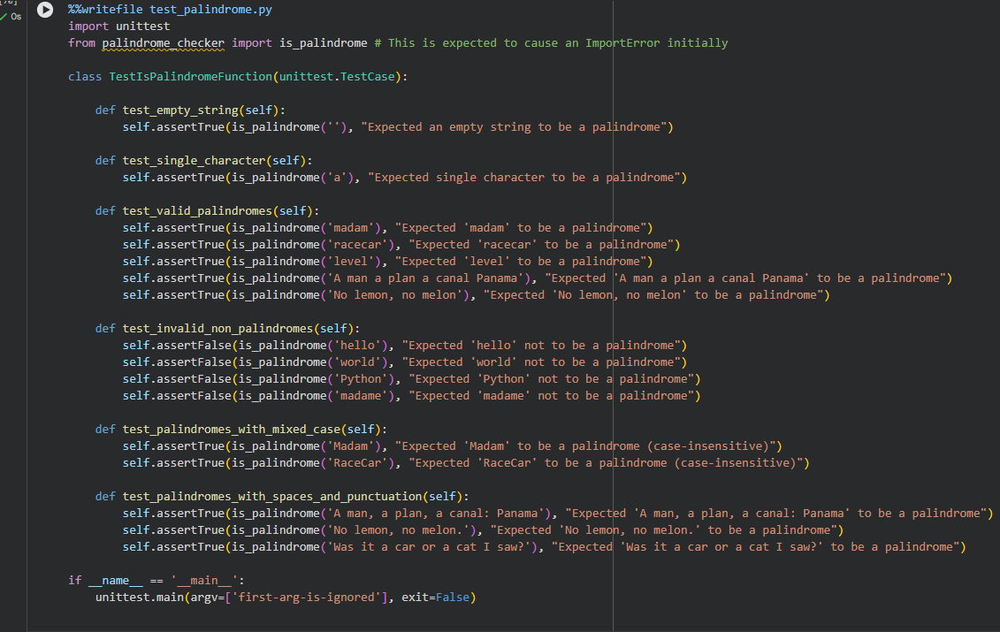 0s
%%writefile test_palindrome.py
import unittest
from palindrome_checker import is_palindrome # This is expected to cause an ImportError initially

class TestIsPalindromeFunction(unittest.TestCase):

    def test_empty_string(self):
        self.assertTrue(is_palindrome(''), "Expected an empty string to be a palindrome")

    def test_single_character(self):
        self.assertTrue(is_palindrome('a'), "Expected single character to be a palindrome")

    def test_valid_palindromes(self):
        self.assertTrue(is_palindrome('madam'), "Expected 'madam' to be a palindrome")
        self.assertTrue(is_palindrome('racecar'), "Expected 'racecar' to be a palindrome")
        self.assertTrue(is_palindrome('level'), "Expected 'level' to be a palindrome")
        self.assertTrue(is_palindrome('A man a plan a canal Panama'), "Expected 'A man a plan a canal Panama' to be a palindrome")
        self.assertTrue(is_palindrome('No lemon, no melon'), "Expected 'No lemon, no melon' to be a palindrome")

    def test_invalid_non_palindromes(self):
        self.assertFalse(is_palindrome('hello'), "Expected 'hello' not to be a palindrome")
        self.assertFalse(is_palindrome('world'), "Expected 'world' not to be a palindrome")
        self.assertFalse(is_palindrome('Python'), "Expected 'Python' not to be a palindrome")
        self.assertFalse(is_palindrome('madame'), "Expected 'madame' not to be a palindrome")

    def test_palindromes_with_mixed_case(self):
        self.assertTrue(is_palindrome('Madam'), "Expected 'Madam' to be a palindrome (case-insensitive)")
        self.assertTrue(is_palindrome('RaceCar'), "Expected 'RaceCar' to be a palindrome (case-insensitive)")

    def test_palindromes_with_spaces_and_punctuation(self):
        self.assertTrue(is_palindrome('A man, a plan, a canal: Panama'), "Expected 'A man, a plan, a canal: Panama' to be a palindrome")
        self.assertTrue(is_palindrome('No lemon, no melon.'), "Expected 'No lemon, no melon.' to be a palindrome")
        self.assertTrue(is_palindrome('Was it a car or a cat I saw?'), "Expected 'Was it a car or a cat I saw?' to be a palindrome")

if __name__ == '__main__':
    unittest.main(argv=['first-arg-is-ignored'], exit=False)